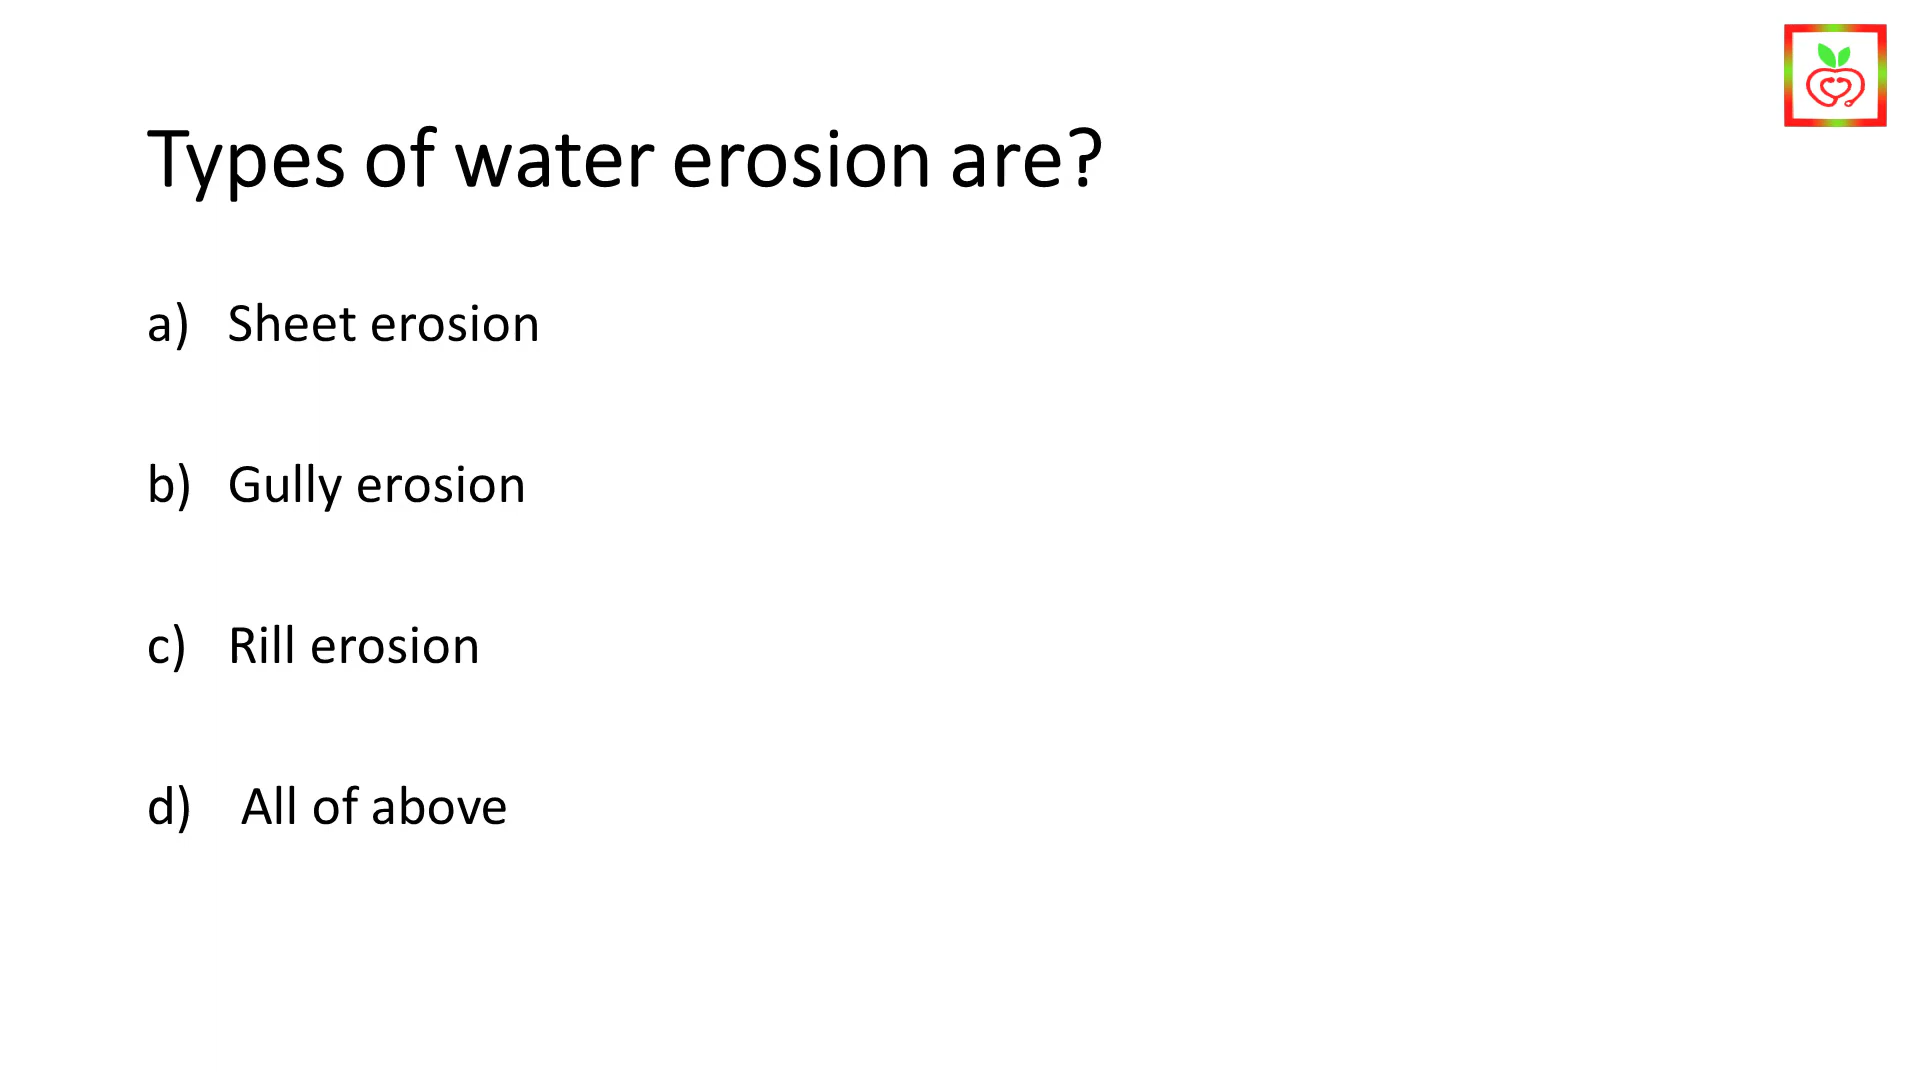 Types of water erosion are?
a) Sheet erosion
b) Gully erosion
c) Rill erosion
d) All of above